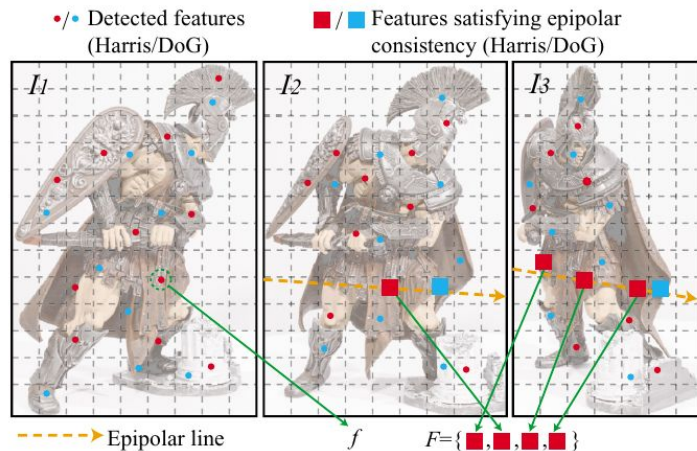 •/• Detected features
(Harris/DoG)
■ / ■ Features satisfying epipolar
consistency (Harris/DoG)
I1
I2
I3
Epipolar line
f
F={■,■,■,■}